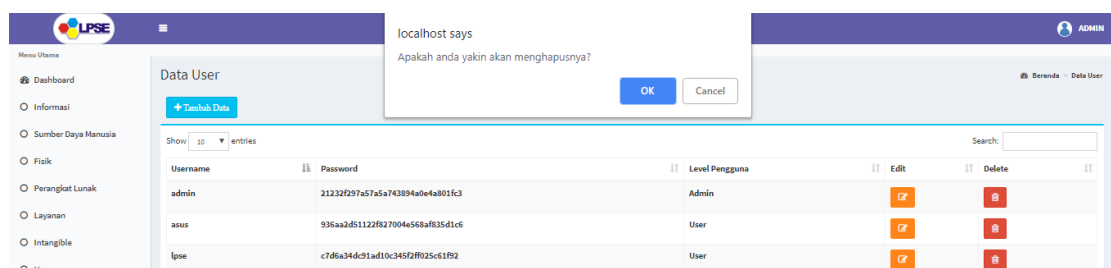 LPSE
ADMIN
localhost says
Apakah anda yakin akan menghapusnya?
OK Cancel
Menu Utama
Dashboard
Informasi
Sumber Daya Manusia
Fisik
Perangkat Lunak
Layanan
Intangible
Data User
Beranda > Data User
+ Tambah Data
Show 10 entries
Search:
Username Password Level Pengguna Edit Delete
admin 21232f297a57a5a743894a0e4a801fc3 Admin
asus 936aa2d51122f827004e568af835d1c6 User
lpse c7d6a34dc91ad10c345f2ff025c61f92 User